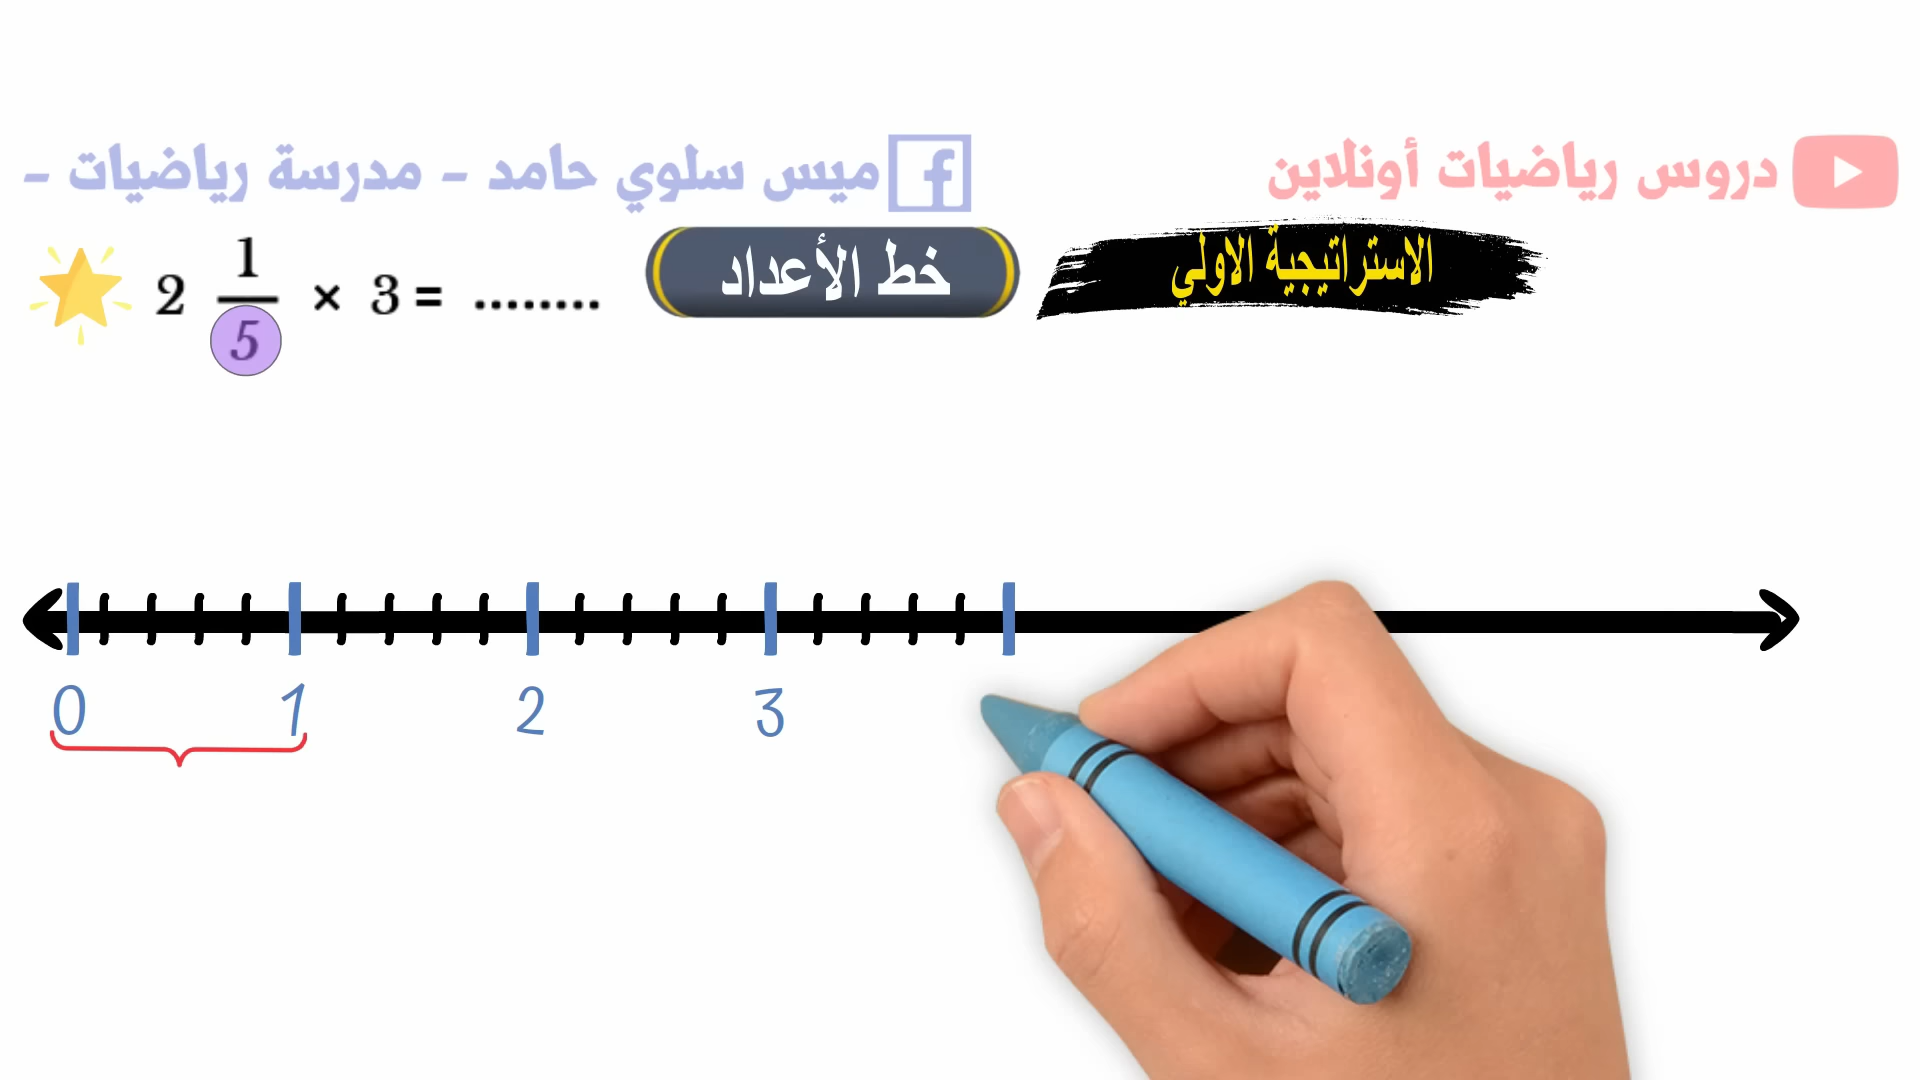 دروس رياضيات أونلاين
ميس سلوي حامد - مدرسة رياضيات -
الاستراتيجية الاولي
خط الأعداد
2 1/5 × 3 = ........
0 1 2 3